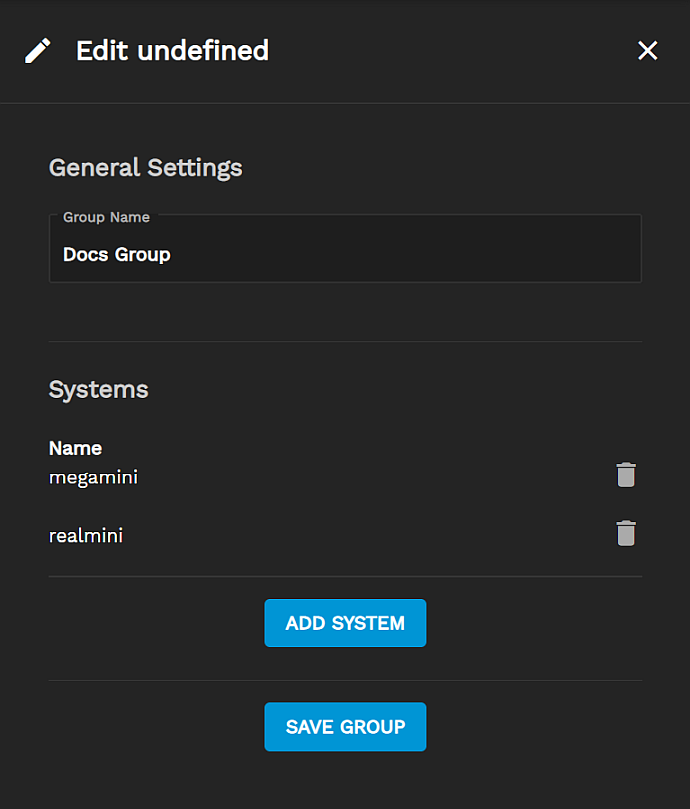 Edit undefined
General Settings
Group Name
Docs Group
Systems
Name
megamini
realmini
ADD SYSTEM
SAVE GROUP